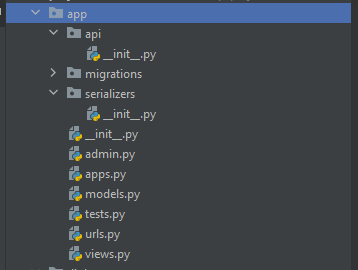 app
api
__init__.py
migrations
serializers
__init__.py
__init__.py
admin.py
apps.py
models.py
tests.py
urls.py
views.py